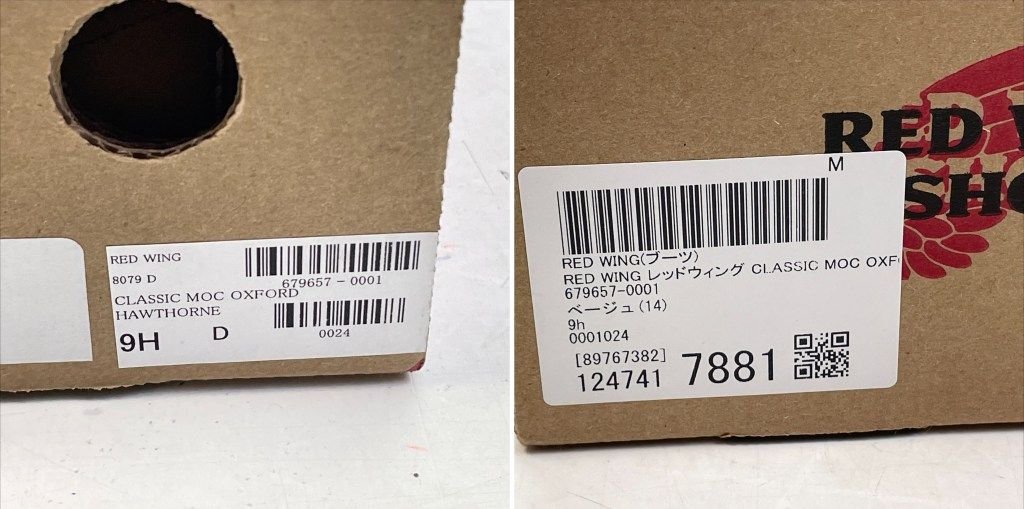 RED WING
8079 D
679657-0001
CLASSIC MOC OXFORD
HAWTHORNE
9H D
0024
RED W
SHO
M
RED WING(ブーツ)
RED WING レッドウィング CLASSIC MOC OXF
679657-0001
ベージュ(14)
9h
0001024
[89767382]
124741 7881